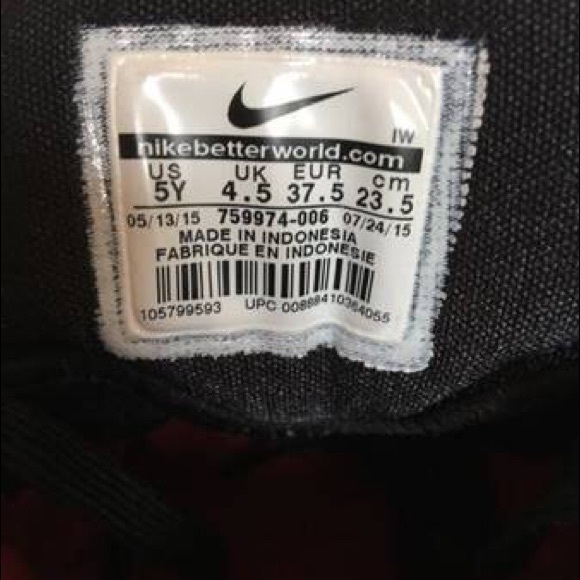 IW
nikebetterworld.com
US UK EUR cm
5Y 4.5 37.5 23.5
05/13/15 759974-006 07/24/15
MADE IN INDONESIA
FABRIQUE EN INDONESIE
105799593 UPC 00888410364055